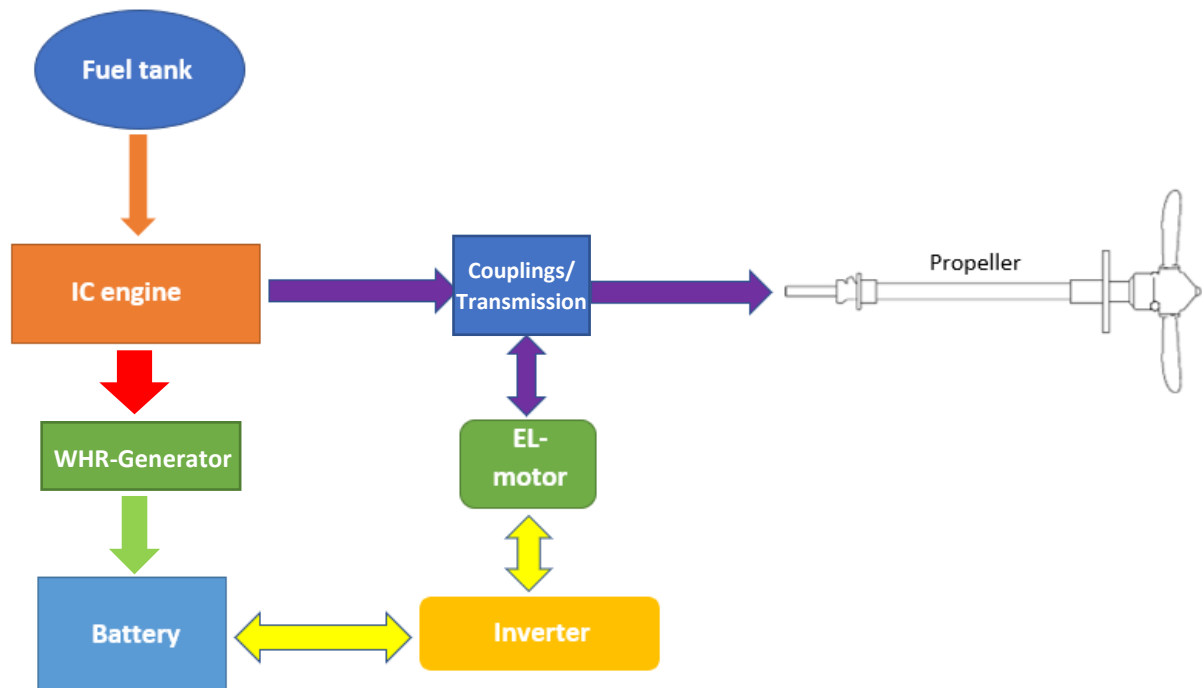 Fuel tank
IC engine
Couplings/
Transmission
Propeller
WHR-Generator
EL-
motor
Battery
Inverter